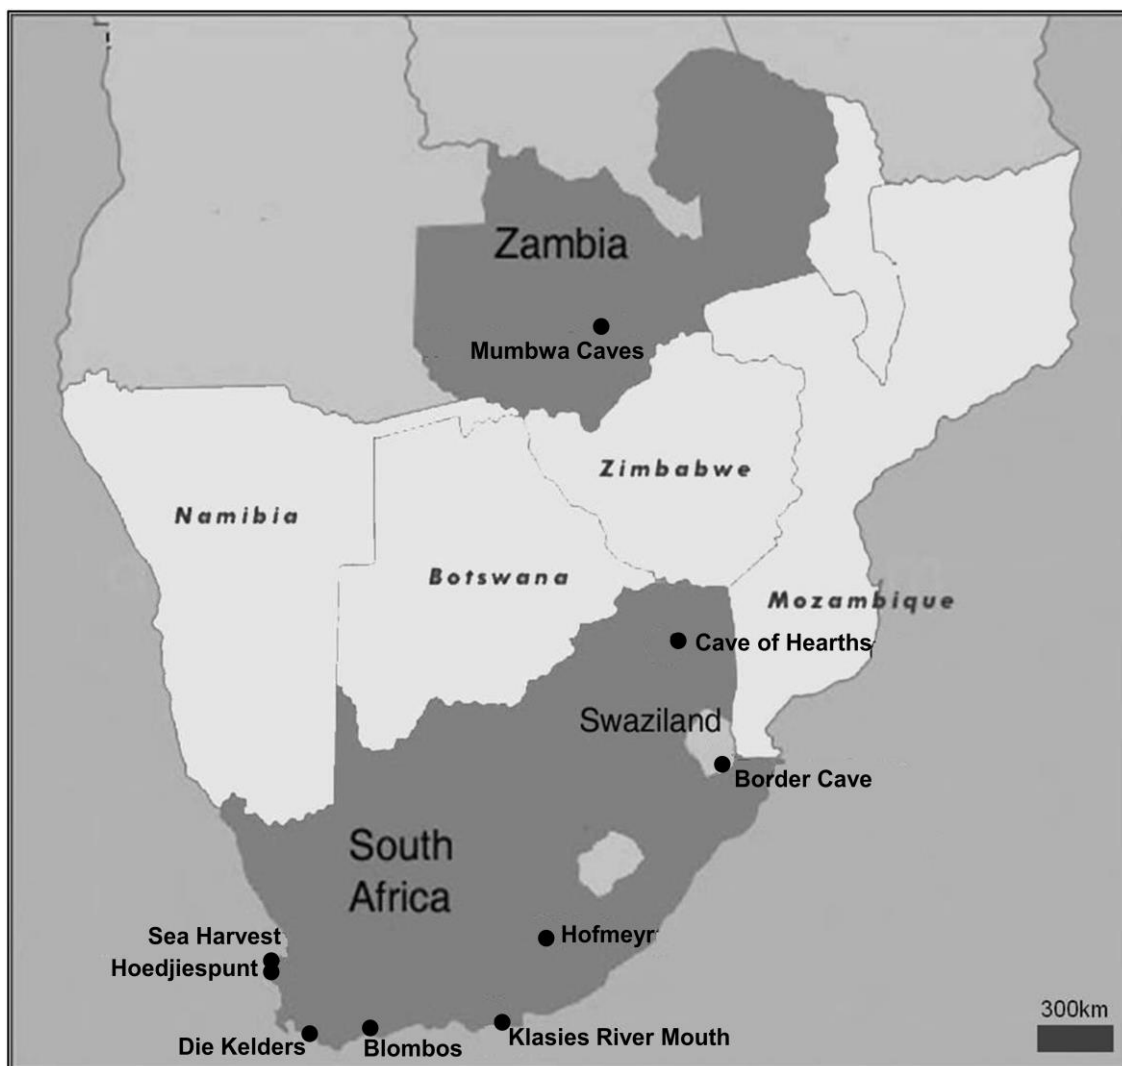 Zambia
Mumbwa Caves
Zimbabwe
Namibia
Botswana
Mozambique
Cave of Hearths
Swaziland
Border Cave
South
Africa
Sea Harvest
Hofmeyr
Hoedjiespunt
300km
Die Kelders
Blombos
Klasies River Mouth